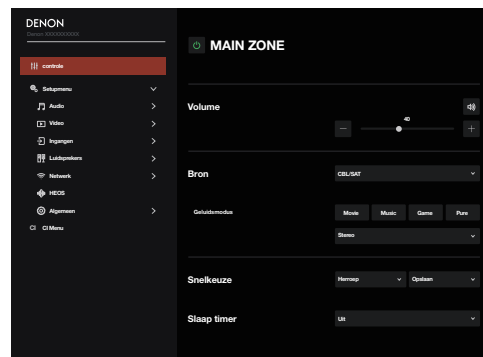 DENON
MAIN ZONE
controle
Setupmenu
Audio
Video
Ingangen
Luidsprekers
Netwerk
HEOS
Algemeen
CI CI Menu
Volume
40
Bron
CBL/SAT
Geluidsmodus
Movie Music Game Pure
Stereo
Snelkeuze
Herroep Opslaan
Slaap timer
Uit